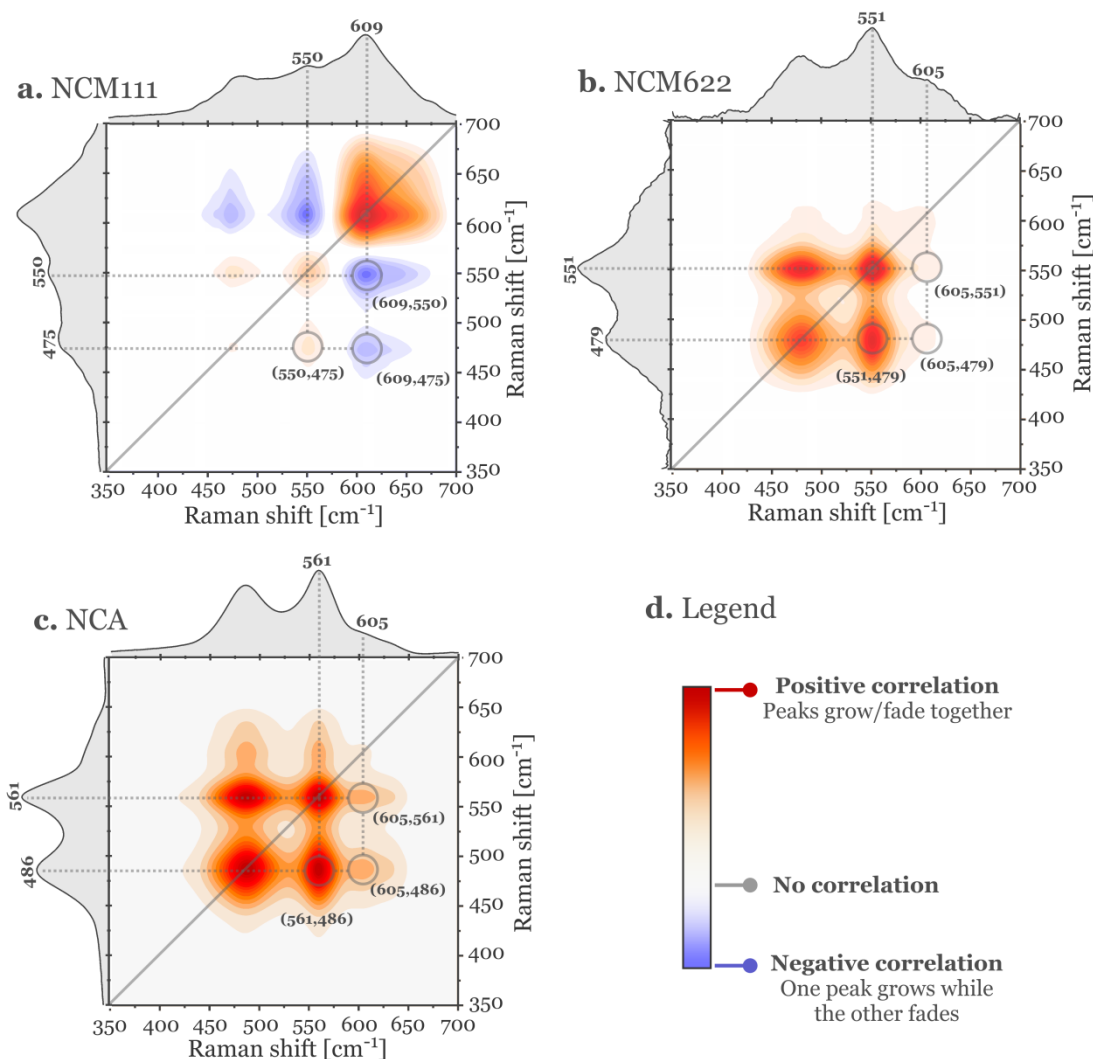 a. NCM111
550
609
550
475
700
650
600
550
500
450
400
350
Raman shift [cm⁻¹]
(609,550)
(550,475)
(609,475)
350 400 450 500 550 600 650 700
Raman shift [cm⁻¹]
b. NCM622
551
605
551
479
700
650
600
550
500
450
400
350
Raman shift [cm⁻¹]
(605,551)
(551,479)
(605,479)
350 400 450 500 550 600 650 700
Raman shift [cm⁻¹]
c. NCA
561
605
561
486
700
650
600
550
500
450
400
350
Raman shift [cm⁻¹]
(605,561)
(605,486)
(561,486)
350 400 450 500 550 600 650 700
Raman shift [cm⁻¹]
d. Legend
Positive correlation
Peaks grow/fade together
No correlation
Negative correlation
One peak grows while
the other fades